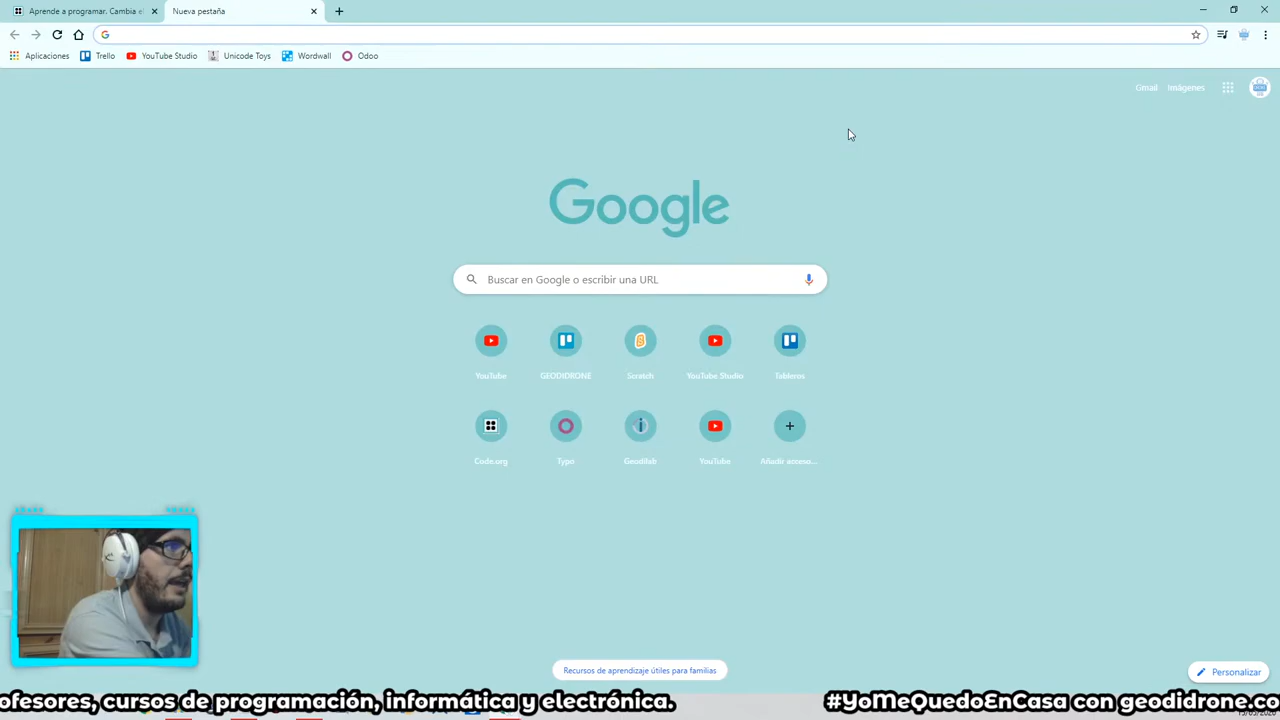 Aprende a programar. Cambia el
Nueva pestaña
Aplicaciones
Trello
YouTube Studio
Unicode Toys
Wordwall
Odoo
Gmail
Imágenes
Google
Buscar en Google o escribir una URL
YouTube
GEODIDRONE
Scratch
YouTube Studio
Tableros
Code.org
Typo
Geodilab
YouTube
Añadir acceso...
Recursos de aprendizaje útiles para familias
Personalizar
ofesores, cursos de programación, informática y electrónica.
#YoMeQuedoEnCasa con geodidrone.co